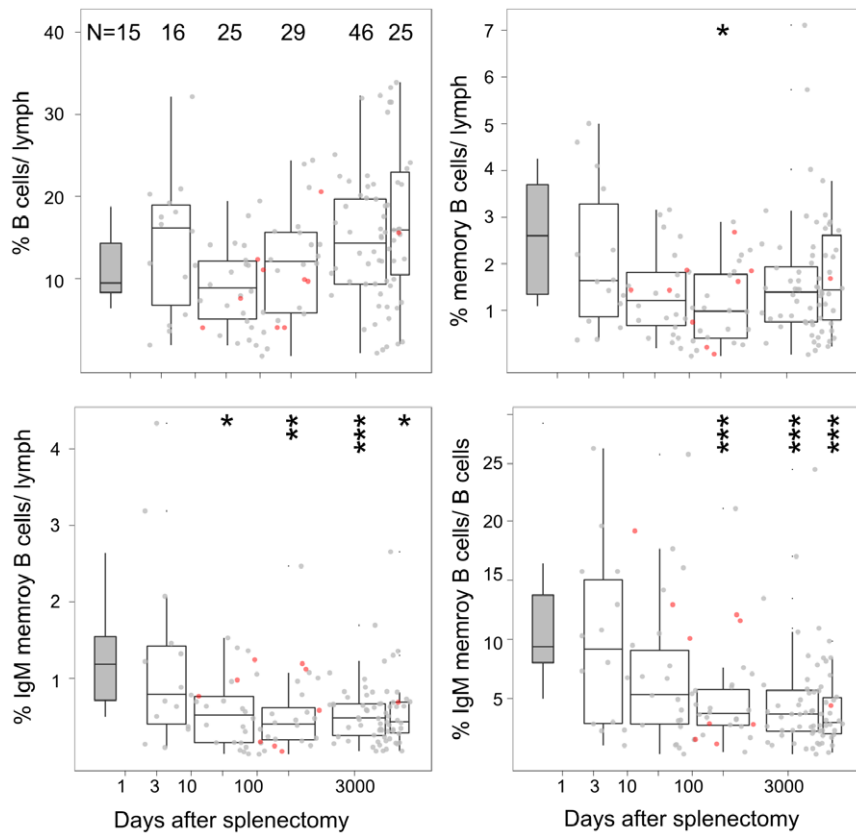 40
N=15 16 25 29 46 25
30
20
10
% B cells/ lymph
*
7
6
5
4
3
2
1
% memory B cells/ lymph
* ** *** *
4
3
2
1
% IgM memroy B cells/ lymph
1 3 10 100 3000
Days after splenectomy
*** *** ***
25
20
15
10
5
% IgM memroy B cells/ B cells
1 3 10 100 3000
Days after splenectomy